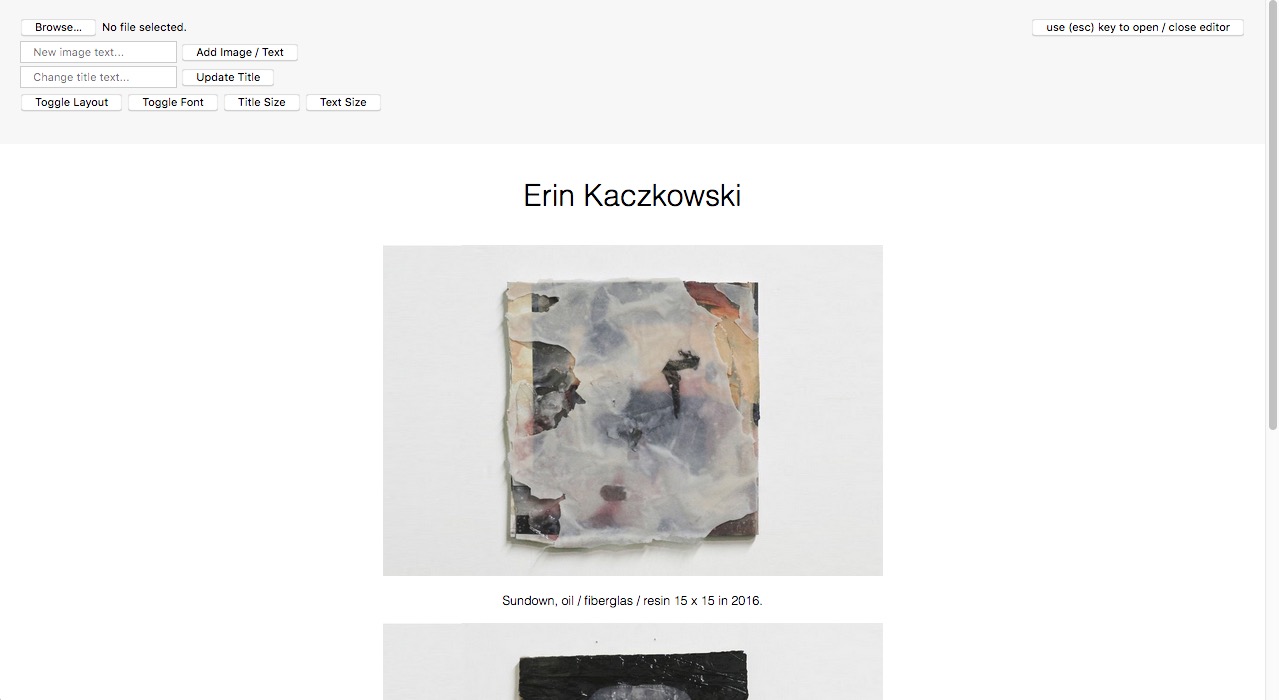 Browse... No file selected.
use (esc) key to open / close editor
New image text... Add Image / Text
Change title text... Update Title
Toggle Layout Toggle Font Title Size Text Size
Erin Kaczkowski
Sundown, oil / fiberglas / resin 15 x 15 in 2016.